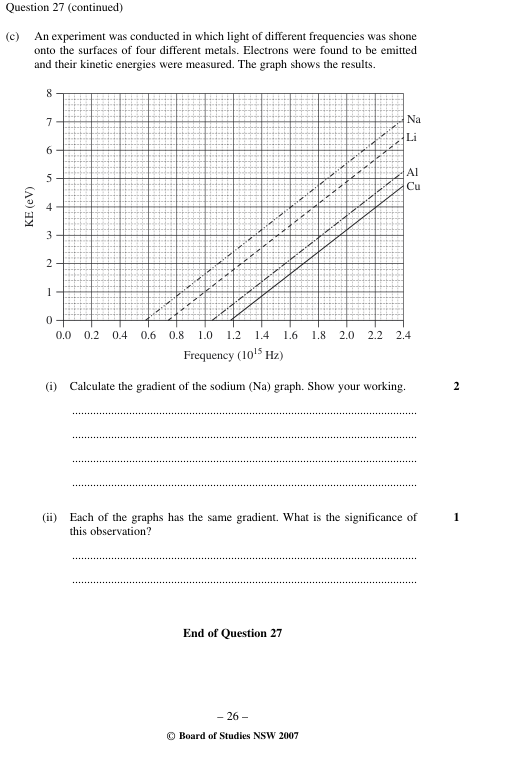 Question 27 (continued)
(c) An experiment was conducted in which light of different frequencies was shone
onto the surfaces of four different metals. Electrons were found to be emitted
and their kinetic energies were measured. The graph shows the results.
8
7
6
5
4
3
2
1
0
KE (eV)
Na
Li
Al
Cu
0.0 0.2 0.4 0.6 0.8 1.0 1.2 1.4 1.6 1.8 2.0 2.2 2.4
Frequency (10¹⁵ Hz)
(i) Calculate the gradient of the sodium (Na) graph. Show your working. 2
(ii) Each of the graphs has the same gradient. What is the significance of 1
this observation?
End of Question 27
– 26 –
© Board of Studies NSW 2007